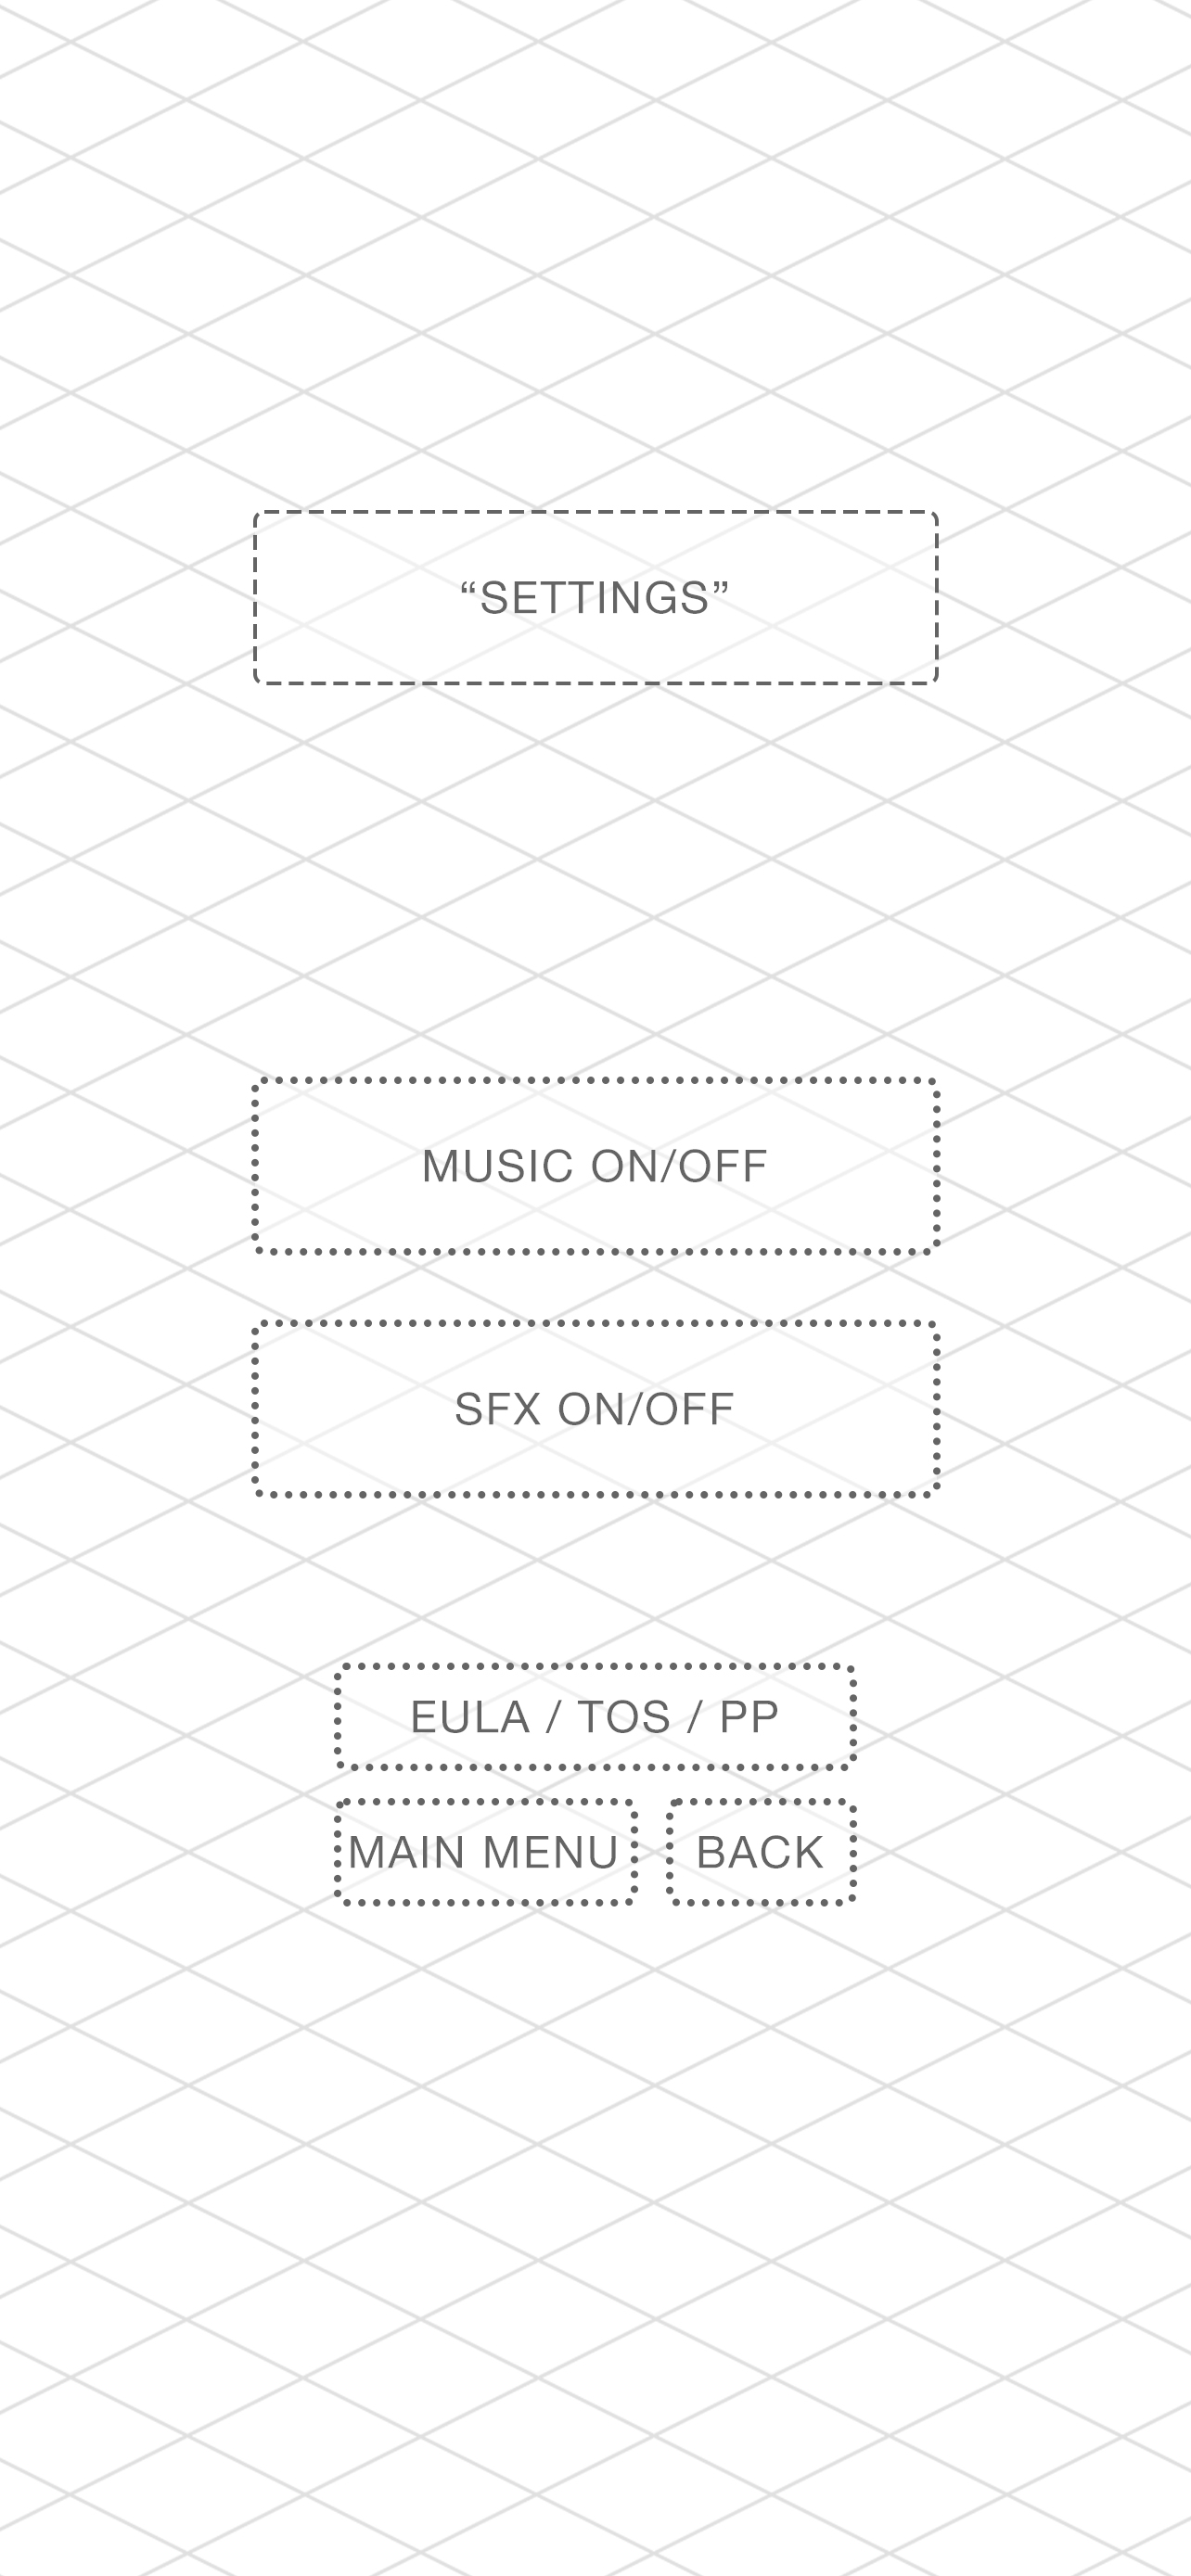 “SETTINGS”
MUSIC ON/OFF
SFX ON/OFF
EULA / TOS / PP
MAIN MENU BACK